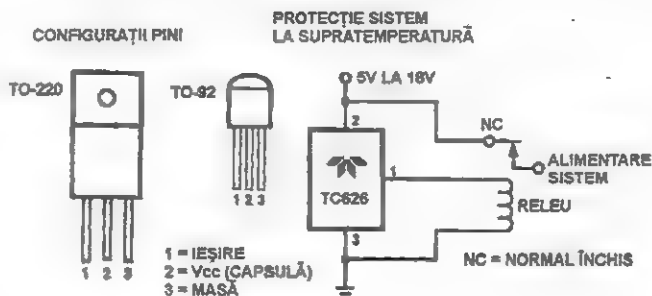 CONFIGURAȚII PINI
TO-220
TO-92
1 2 3
1 2 3
1 = IEȘIRE
2 = Vcc (CAPSULĂ)
3 = MASĂ
PROTECȚIE SISTEM
LA SUPRATEMPERATURĂ
5V LA 18V
2
NC
1
ALIMENTARE
SISTEM
TC626
RELEU
3
NC = NORMAL ÎNCHIS